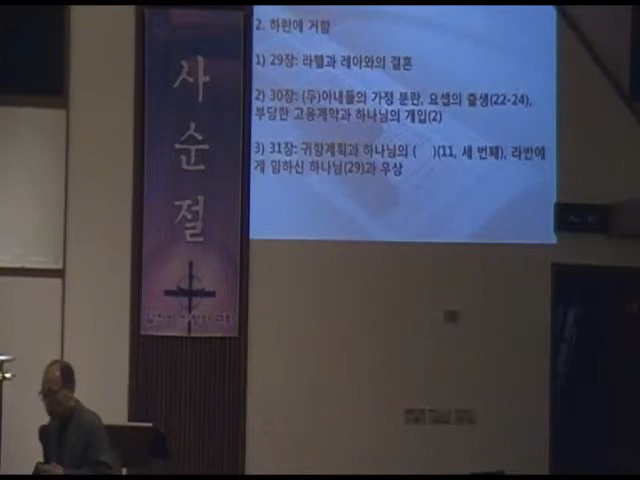 사순절
2. 하란에 거함
1) 29장: 라헬과 레아와의 결혼
2) 30장: (두)아내들의 가정 분란, 요셉의 출생(22-24),
부당한 고용계약과 하나님의 개입(2)
3) 31장: 귀향계획과 하나님의 (    )(11, 세 번째), 라반에
게 임하신 하나님(29)과 우상